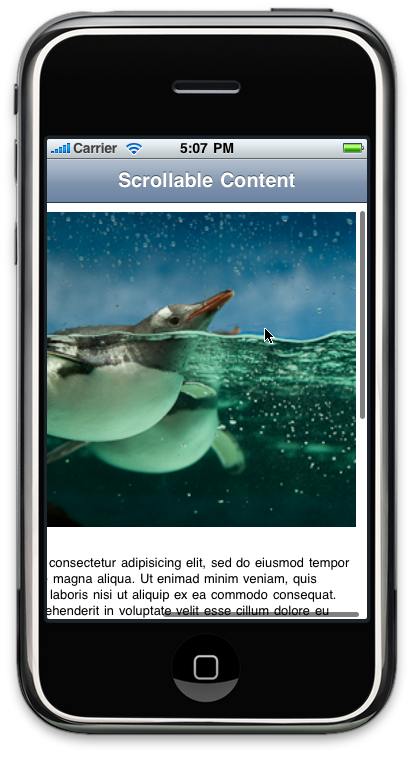 Carrier 5:07 PM
Scrollable Content
consectetur adipisicing elit, sed do eiusmod tempor
magna aliqua. Ut enimad minim veniam, quis
laboris nisi ut aliquip ex ea commodo consequat.
ehenderit in voluptate velit esse cillum dolore eu